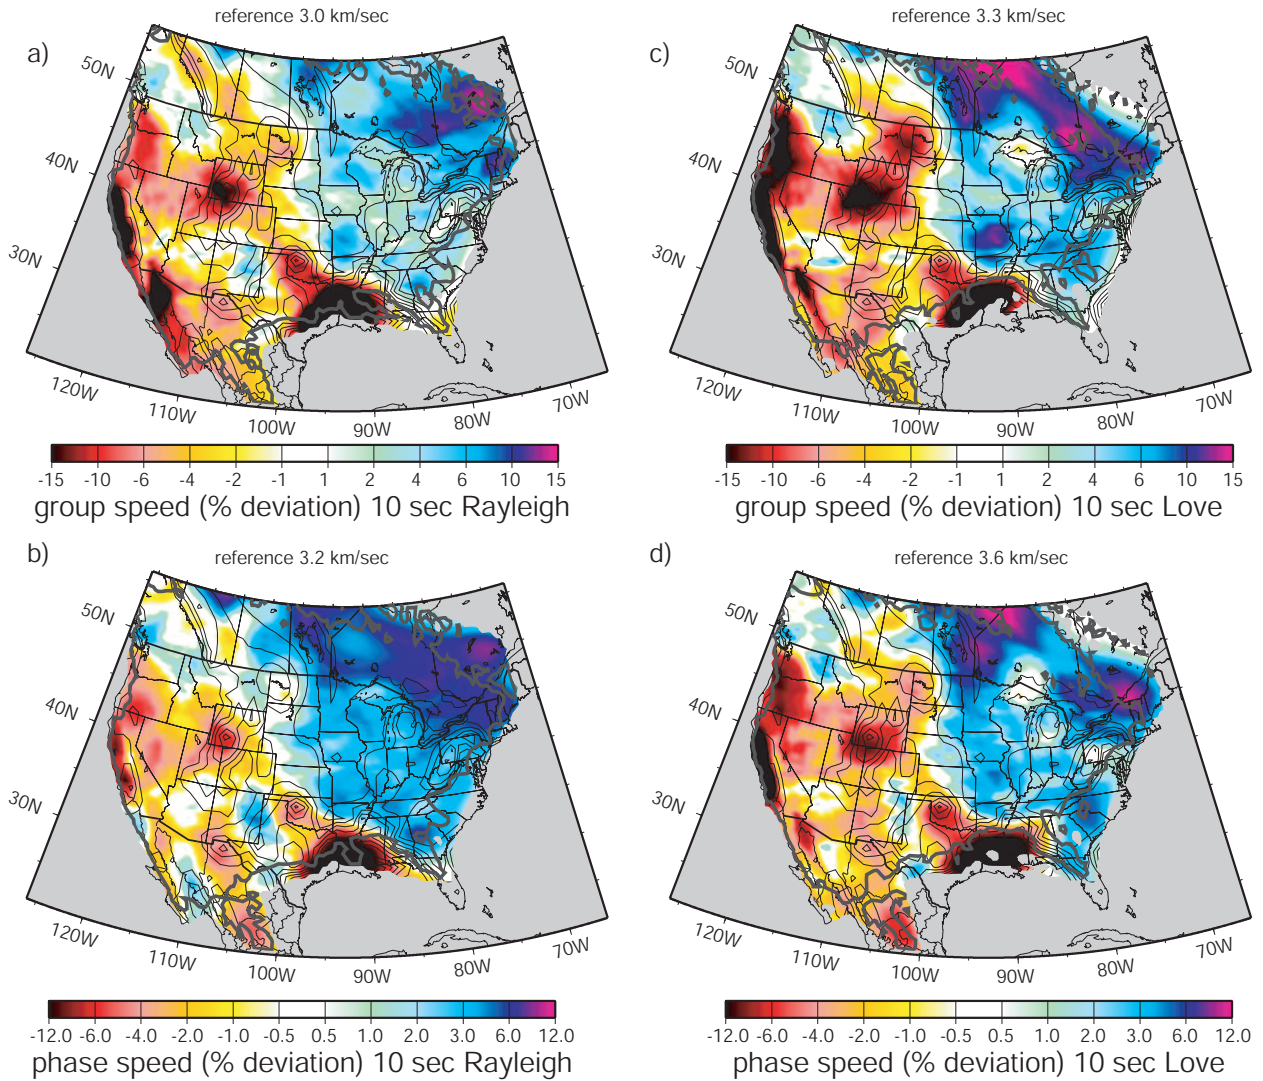 reference 3.0 km/sec
a)
50N
40N
30N
120W
110W
100W
90W
80W
70W
-15 -10 -6 -4 -2 -1 1 2 4 6 10 15
group speed (% deviation) 10 sec Rayleigh
reference 3.3 km/sec
c)
50N
40N
30N
120W
110W
100W
90W
80W
70W
-15 -10 -6 -4 -2 -1 1 2 4 6 10 15
group speed (% deviation) 10 sec Love
b)
reference 3.2 km/sec
50N
40N
30N
120W
110W
100W
90W
80W
70W
-12.0 -6.0 -4.0 -2.0 -1.0 -0.5 0.5 1.0 2.0 3.0 6.0 12.0
phase speed (% deviation) 10 sec Rayleigh
d)
reference 3.6 km/sec
50N
40N
30N
120W
110W
100W
90W
80W
70W
-12.0 -6.0 -4.0 -2.0 -1.0 -0.5 0.5 1.0 2.0 3.0 6.0 12.0
phase speed (% deviation) 10 sec Love